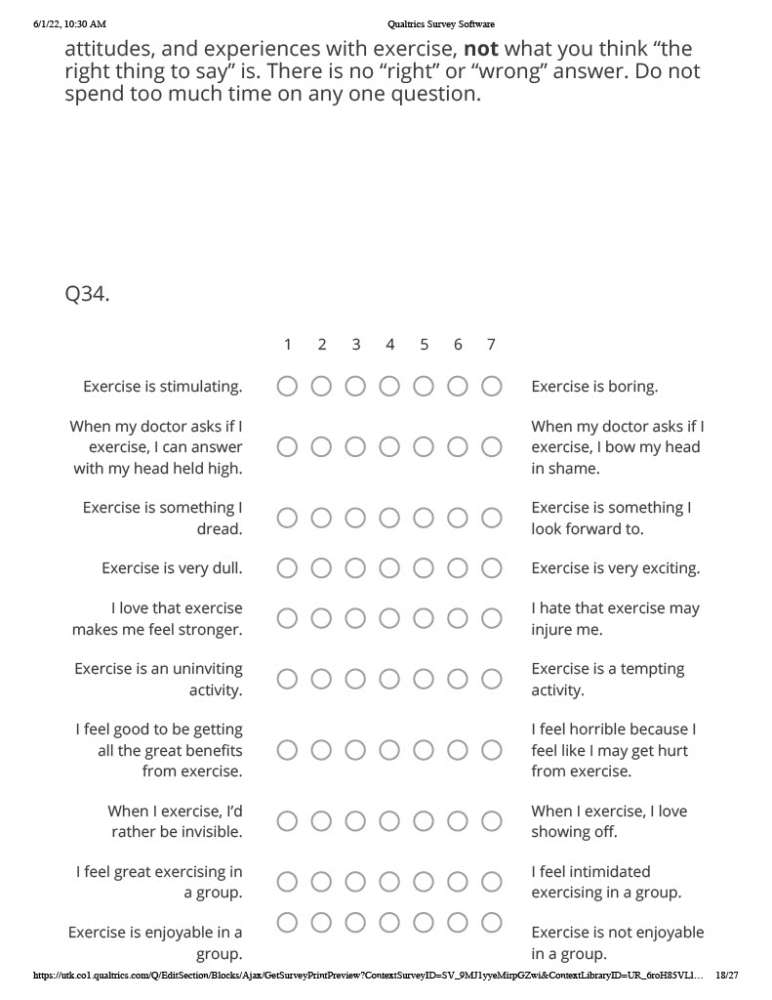 6/1/22, 10:30 AM Qualtrics Survey Software
attitudes, and experiences with exercise, not what you think “the
right thing to say” is. There is no “right” or “wrong” answer. Do not
spend too much time on any one question.
Q34.
1 2 3 4 5 6 7
Exercise is stimulating. Exercise is boring.
When my doctor asks if I
exercise, I can answer
with my head held high.
When my doctor asks if I
exercise, I bow my head
in shame.
Exercise is something I
dread.
Exercise is something I
look forward to.
Exercise is very dull. Exercise is very exciting.
I love that exercise
makes me feel stronger.
I hate that exercise may
injure me.
Exercise is an uninviting
activity.
Exercise is a tempting
activity.
I feel good to be getting
all the great benefits
from exercise.
I feel horrible because I
feel like I may get hurt
from exercise.
When I exercise, I’d
rather be invisible.
When I exercise, I love
showing off.
I feel great exercising in
a group.
I feel intimidated
exercising in a group.
Exercise is enjoyable in a
group.
Exercise is not enjoyable
in a group.
https://utk.co1.qualtrics.com/Q/EditSection/Blocks/Ajax/GetSurveyPrintPreview?ContextSurveyID=SV_9MJ1yyeMirpGZwi&ContextLibraryID=UR_6roH85VL1… 18/27